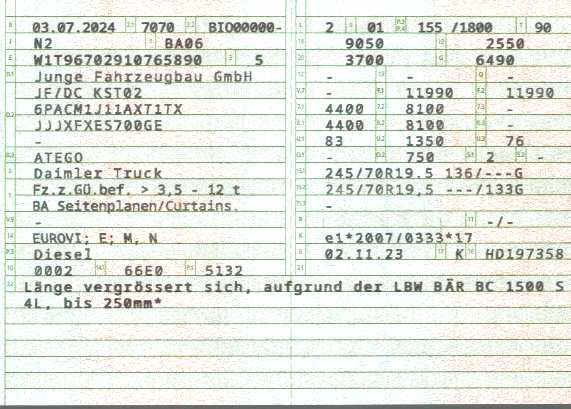 03.07.2024 7070 BIO00000- 2 01 155 /1800 90
N2 BA06 9050 2550
W1T96702910765890 5 3700 6490
Junge Fahrzeugbau GmbH - - -
JF/DC KST02 - 11990 11990
6PACM1J11AXT1TX 4400 8100 -
JJJXFXES700GE 4400 8100 -
- 83 1350 76
ATEGO - 750 2 -
Daimler Truck 245/70R19.5 136/---G
Fz.z.Gü.bef. > 3,5 - 12 t 245/70R19,5 ---/133G
BA Seitenplanen/Curtains. -
- -/-
EUROVI; E; M, N e1*2007/0333*17
Diesel 02.11.23 K HD197358
0002 66E0 5132
Länge vergrössert sich, aufgrund der LBW BÄR BC 1500 S
4L, bis 250mm*